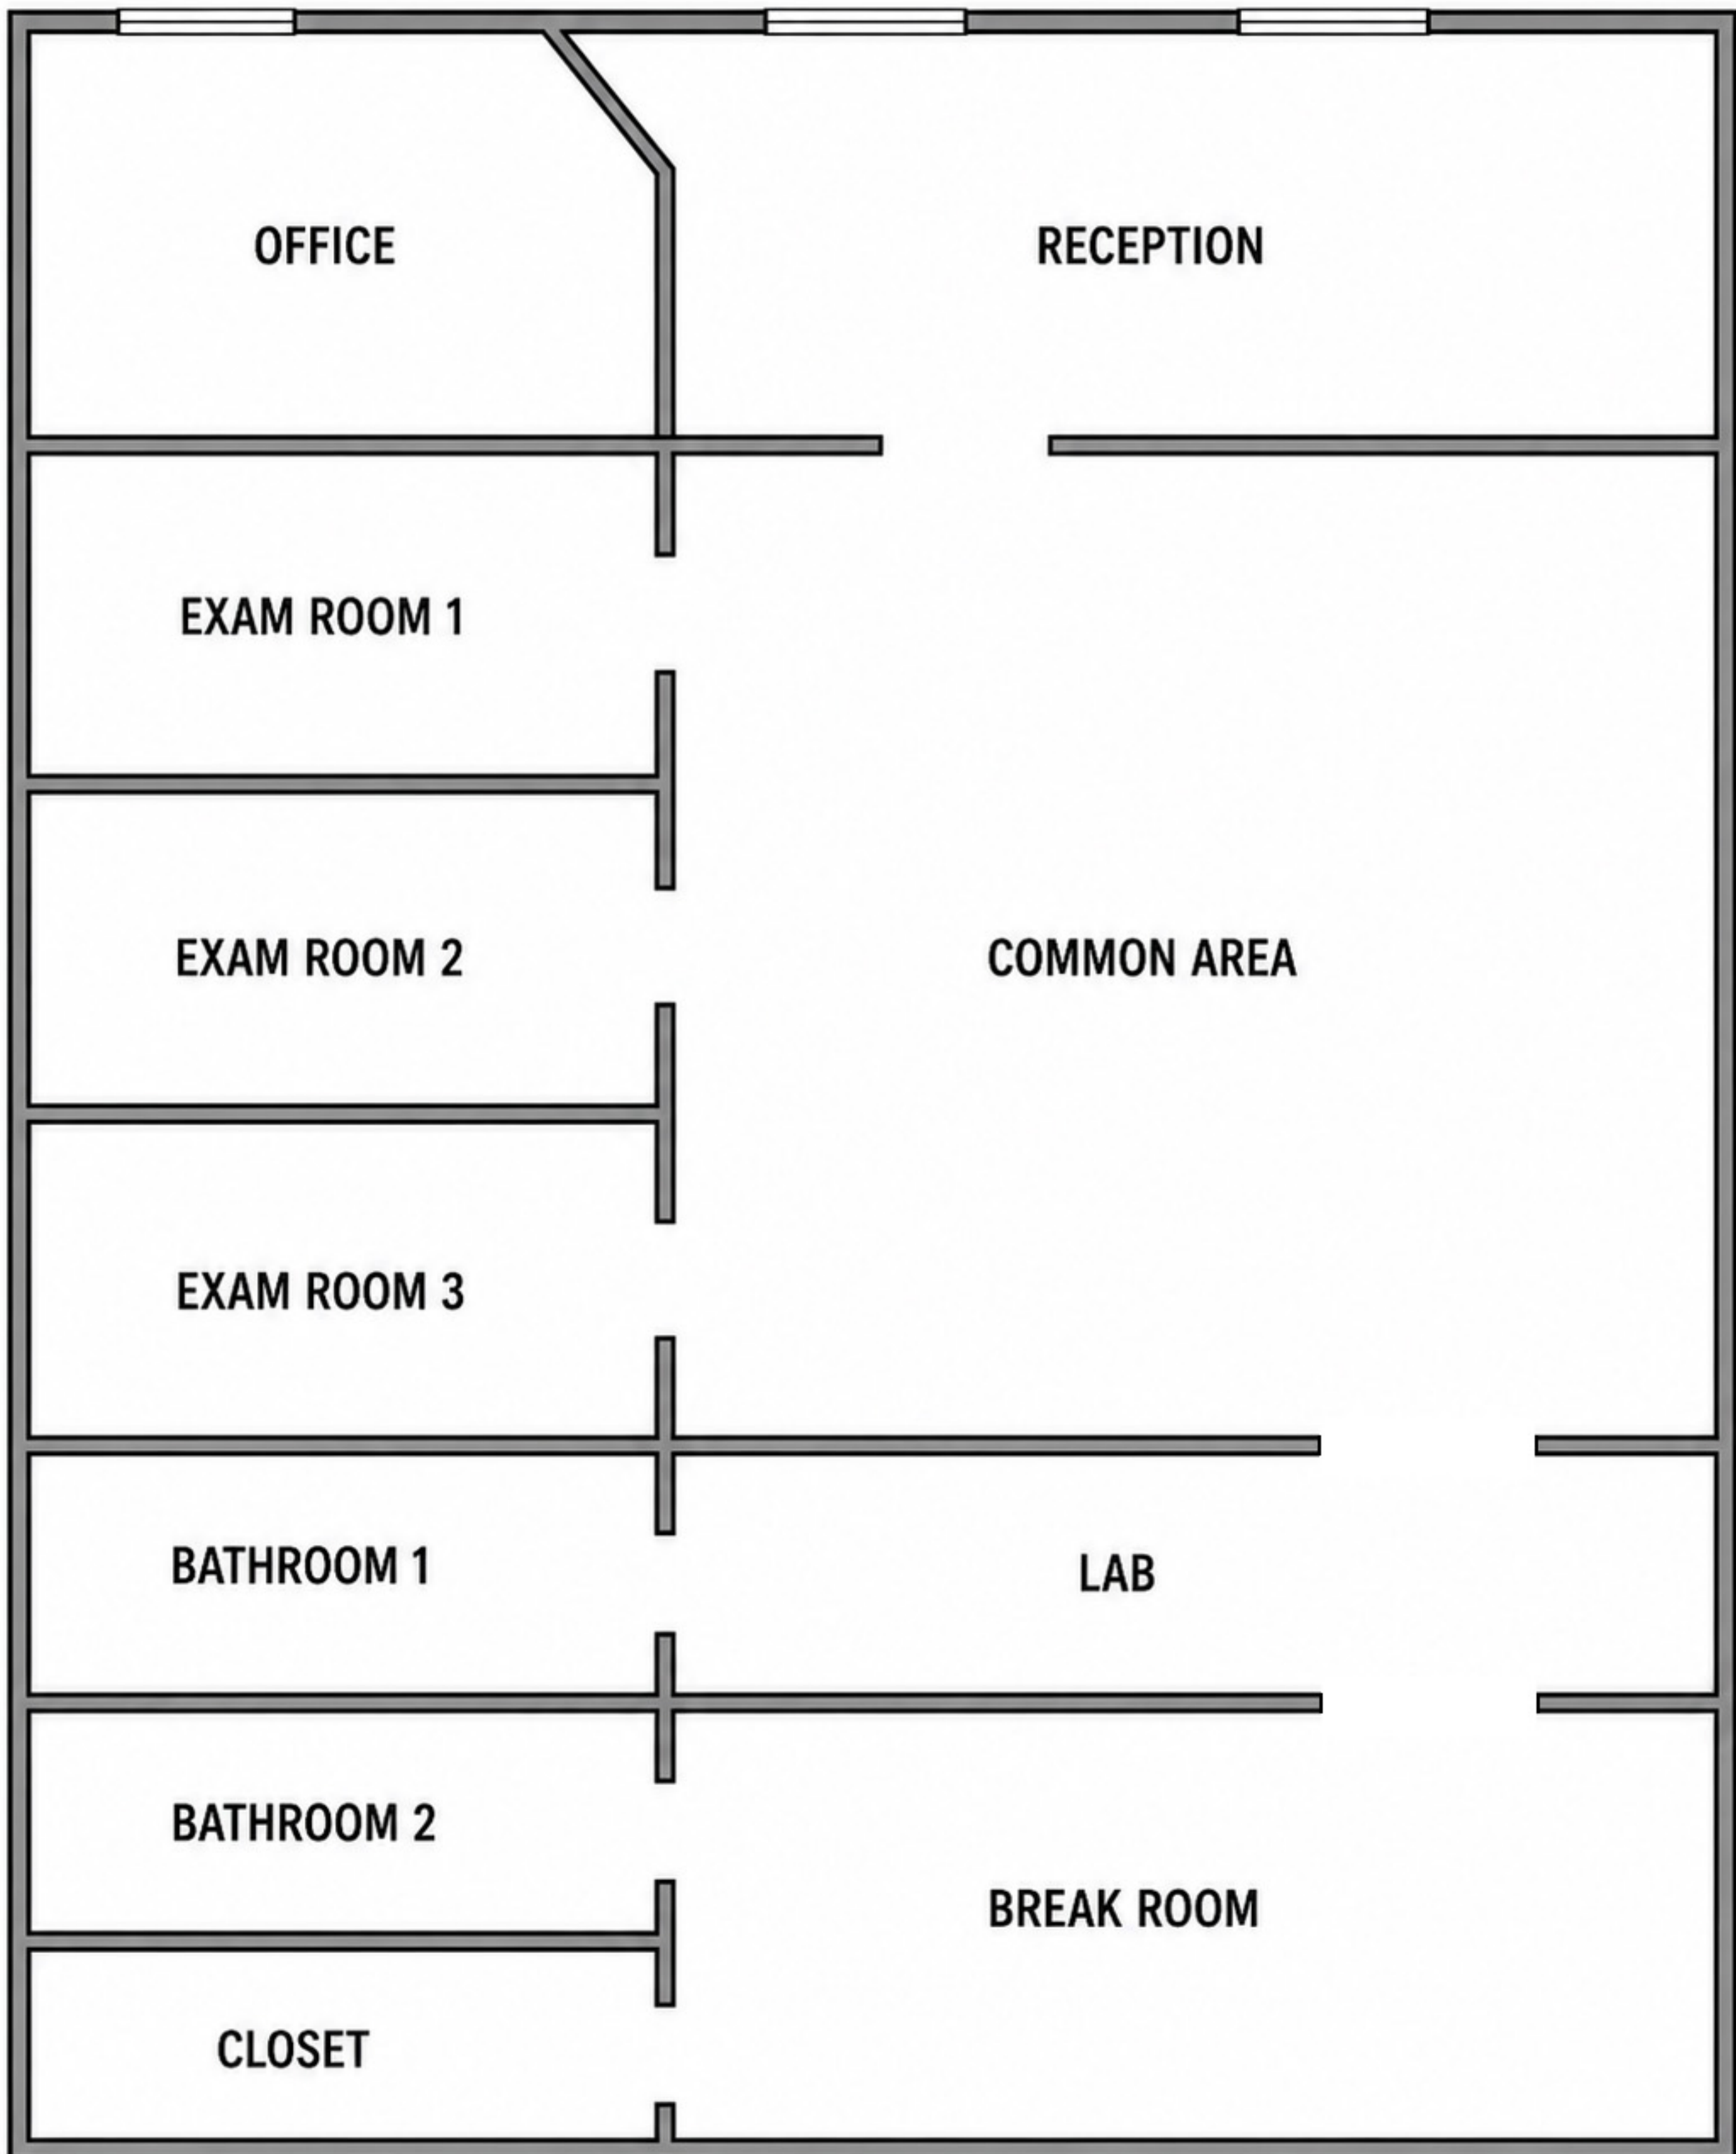 OFFICE
RECEPTION
EXAM ROOM 1
EXAM ROOM 2
COMMON AREA
EXAM ROOM 3
BATHROOM 1
LAB
BATHROOM 2
BREAK ROOM
CLOSET